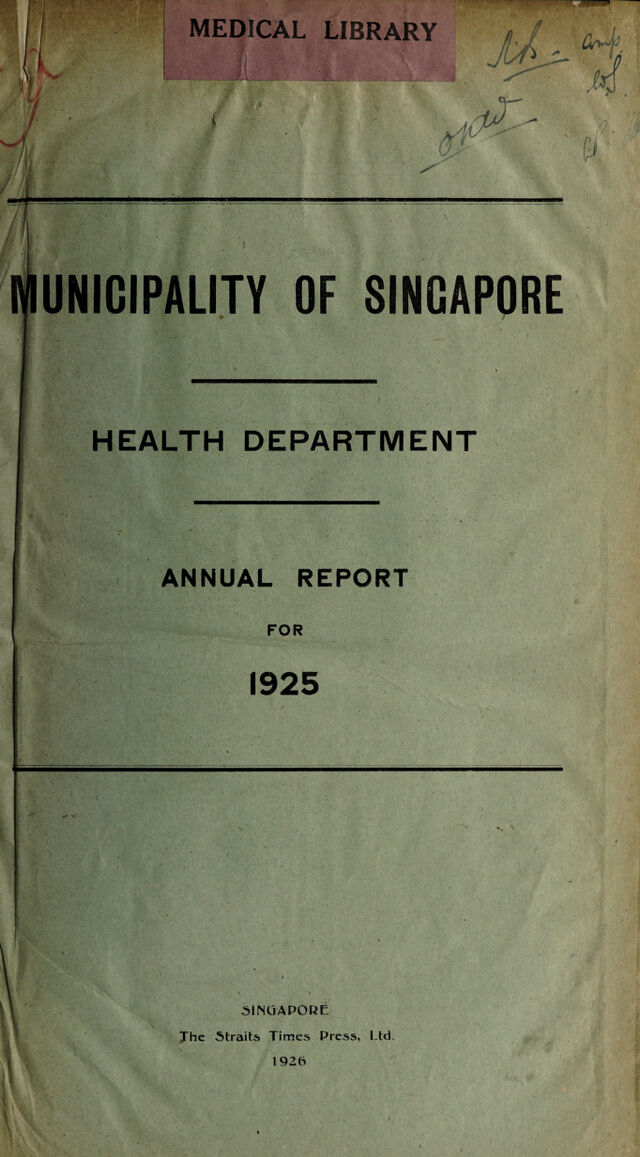 MEDICAL LIBRARY
MUNICIPALITY OF SINGAPORE
HEALTH DEPARTMENT
ANNUAL REPORT
FOR
1925
SINGAPORE
The Straits Times Press, Ltd.
1926